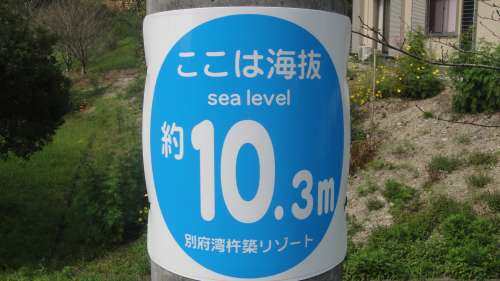 ここは海抜
sea level
約10.3m
別府湾杵築リゾート